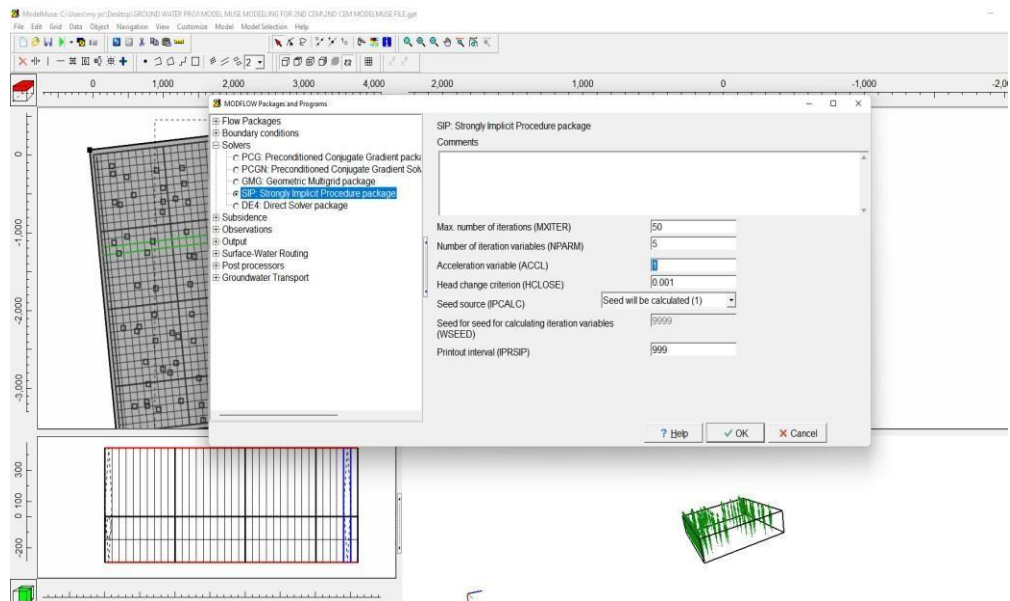 ModelMuse: C:\Users\my pc\Desktop\GROUND WATER PROJ\MODEL MUSE MODEELING FOR 2ND CEM\2ND CEM MODELMUSE FILE.gpt
File Edit Grid Data Object Navigation View Customize Model Model Selection Help
2
0 1,000 2,000 3,000 4,000 2,000 1,000 0 -1,000 -2,0
MODFLOW Packages and Programs
Flow Packages
Boundary conditions
Solvers
PCG: Preconditioned Conjugate Gradient packa
PCGN: Preconditioned Conjugate Gradient Solv
GMG: Geometric Multigrid package
SIP: Strongly Implicit Procedure package
DE4: Direct Solver package
Subsidence
Observations
Output
Surface-Water Routing
Post processors
Groundwater Transport
SIP: Strongly Implicit Procedure package
Comments
Max. number of iterations (MXITER) 50
Number of iteration variables (NPARM) 5
Acceleration variable (ACCL) 1
Head change criterion (HCLOSE) 0.001
Seed source (IPCALC) Seed will be calculated (1)
Seed for seed for calculating iteration variables 9999
(WSEED)
Printout interval (IPRSIP) 999
? Help OK Cancel
0
-1,000
-2,000
-3,000
300
100
0
-200